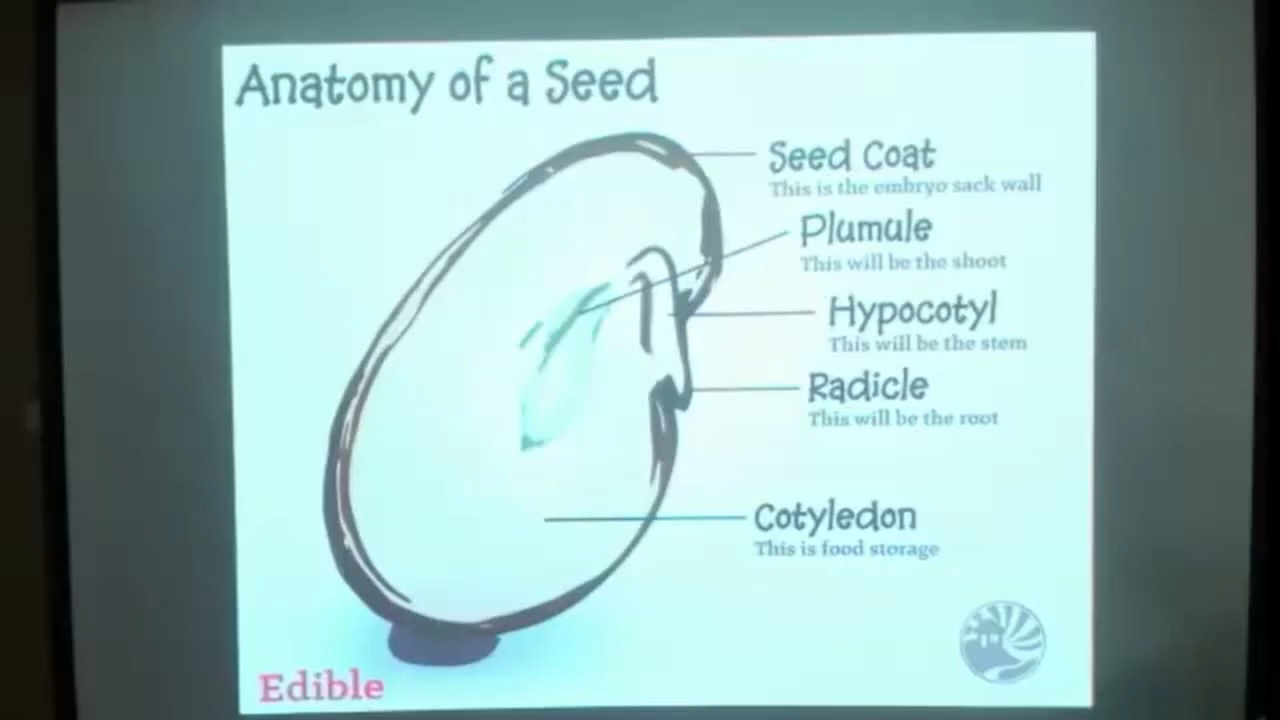 Anatomy of a Seed
Seed Coat
This is the embryo sack wall
Plumule
This will be the shoot
Hypocotyl
This will be the stem
Radicle
This will be the root
Cotyledon
This is food storage
Edible